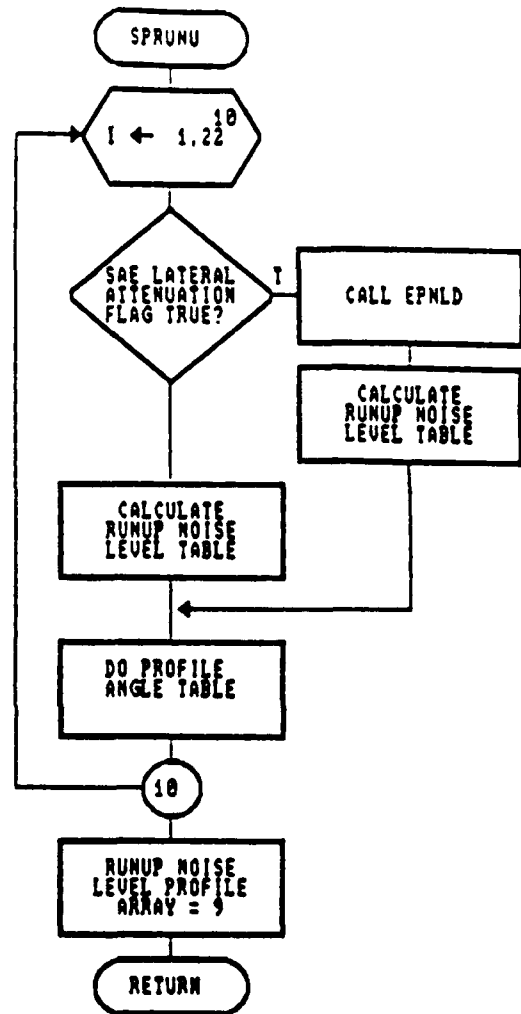 SPRUNU
10
I ← 1,22
SAE LATERAL
ATTENUATION
FLAG TRUE?
T
CALL EPNLD
CALCULATE
RUNUP NOISE
LEVEL TABLE
CALCULATE
RUNUP NOISE
LEVEL TABLE
DO PROFILE
ANGLE TABLE
10
RUNUP NOISE
LEVEL PROFILE
ARRAY = 9
RETURN